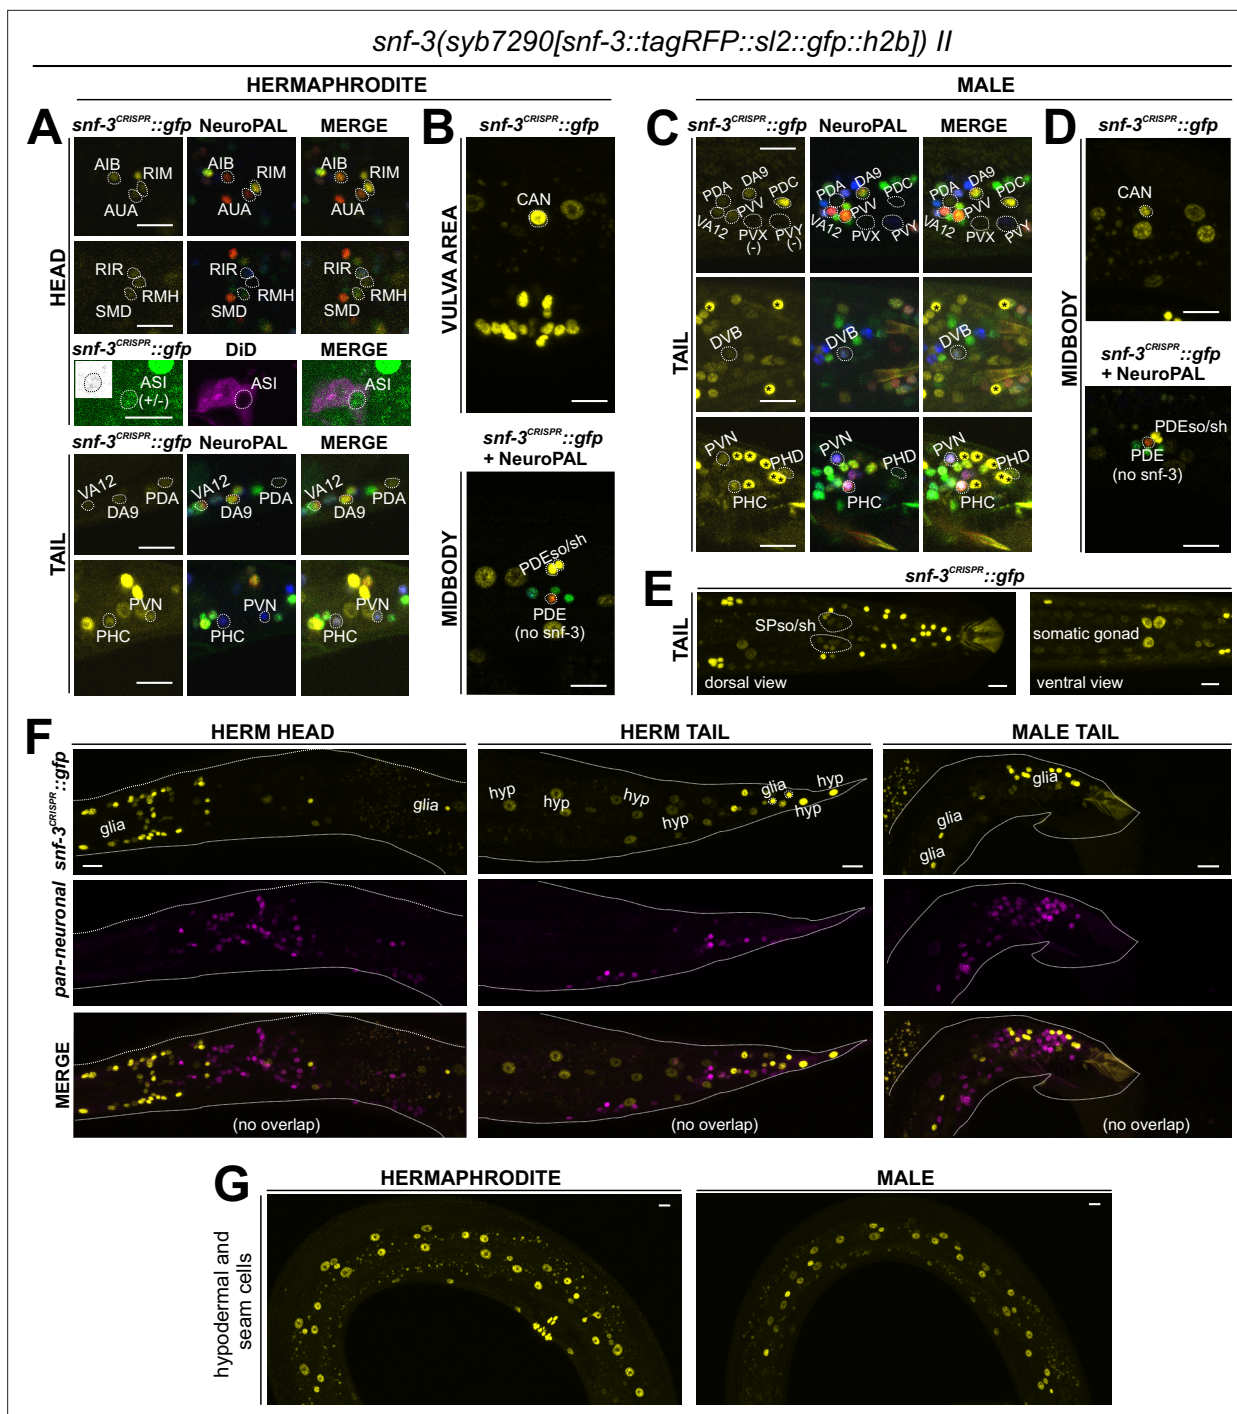 snf-3(syb7290[snf-3::tagRFP::sl2::gfp::h2b]) II
HERMAPHRODITE
MALE
A
snf-3CRISPR::gfp NeuroPAL MERGE
HEAD
AIB RIM AUA
AIB RIM AUA
AIB RIM AUA
RIR RMH SMD
RIR RMH SMD
RIR RMH SMD
snf-3CRISPR::gfp DiD MERGE
ASI (+/-)
ASI
ASI
snf-3CRISPR::gfp NeuroPAL MERGE
TAIL
VA12 DA9 PDA
VA12 DA9 PDA
VA12 DA9 PDA
PVN PHC
PVN PHC
PVN PHC
B
snf-3CRISPR::gfp
VULVA AREA
CAN
snf-3CRISPR::gfp
+ NeuroPAL
MIDBODY
PDEso/sh
PDE
(no snf-3)
C
snf-3CRISPR::gfp NeuroPAL MERGE
TAIL
PDA DA9 PDC PVV VA12 PVX (-) PVY (-)
PDA DA9 PDC PVV VA12 PVX PVY
PDA DA9 PDC PVV VA12 PVX PVY
DVB
DVB
DVB
PVN PHD PHC
PVN PHD PHC
PVN PHD PHC
D
snf-3CRISPR::gfp
MIDBODY
CAN
snf-3CRISPR::gfp
+ NeuroPAL
PDEso/sh
PDE
(no snf-3)
E
snf-3CRISPR::gfp
TAIL
SPso/sh
dorsal view
somatic gonad
ventral view
F
HERM HEAD
HERM TAIL
MALE TAIL
snf-3CRISPR::gfp
glia
glia
hyp hyp hyp hyp glia hyp hyp
glia
glia
glia
pan-neuronal
MERGE
(no overlap)
(no overlap)
(no overlap)
G
HERMAPHRODITE
MALE
hypodermal and
seam cells